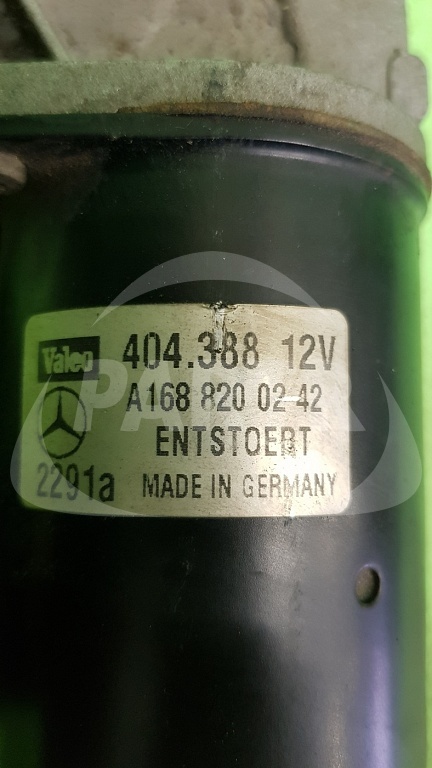 Valeo 404.388 12V
A168 820 02 42
ENTSTOERT
2291a MADE IN GERMANY